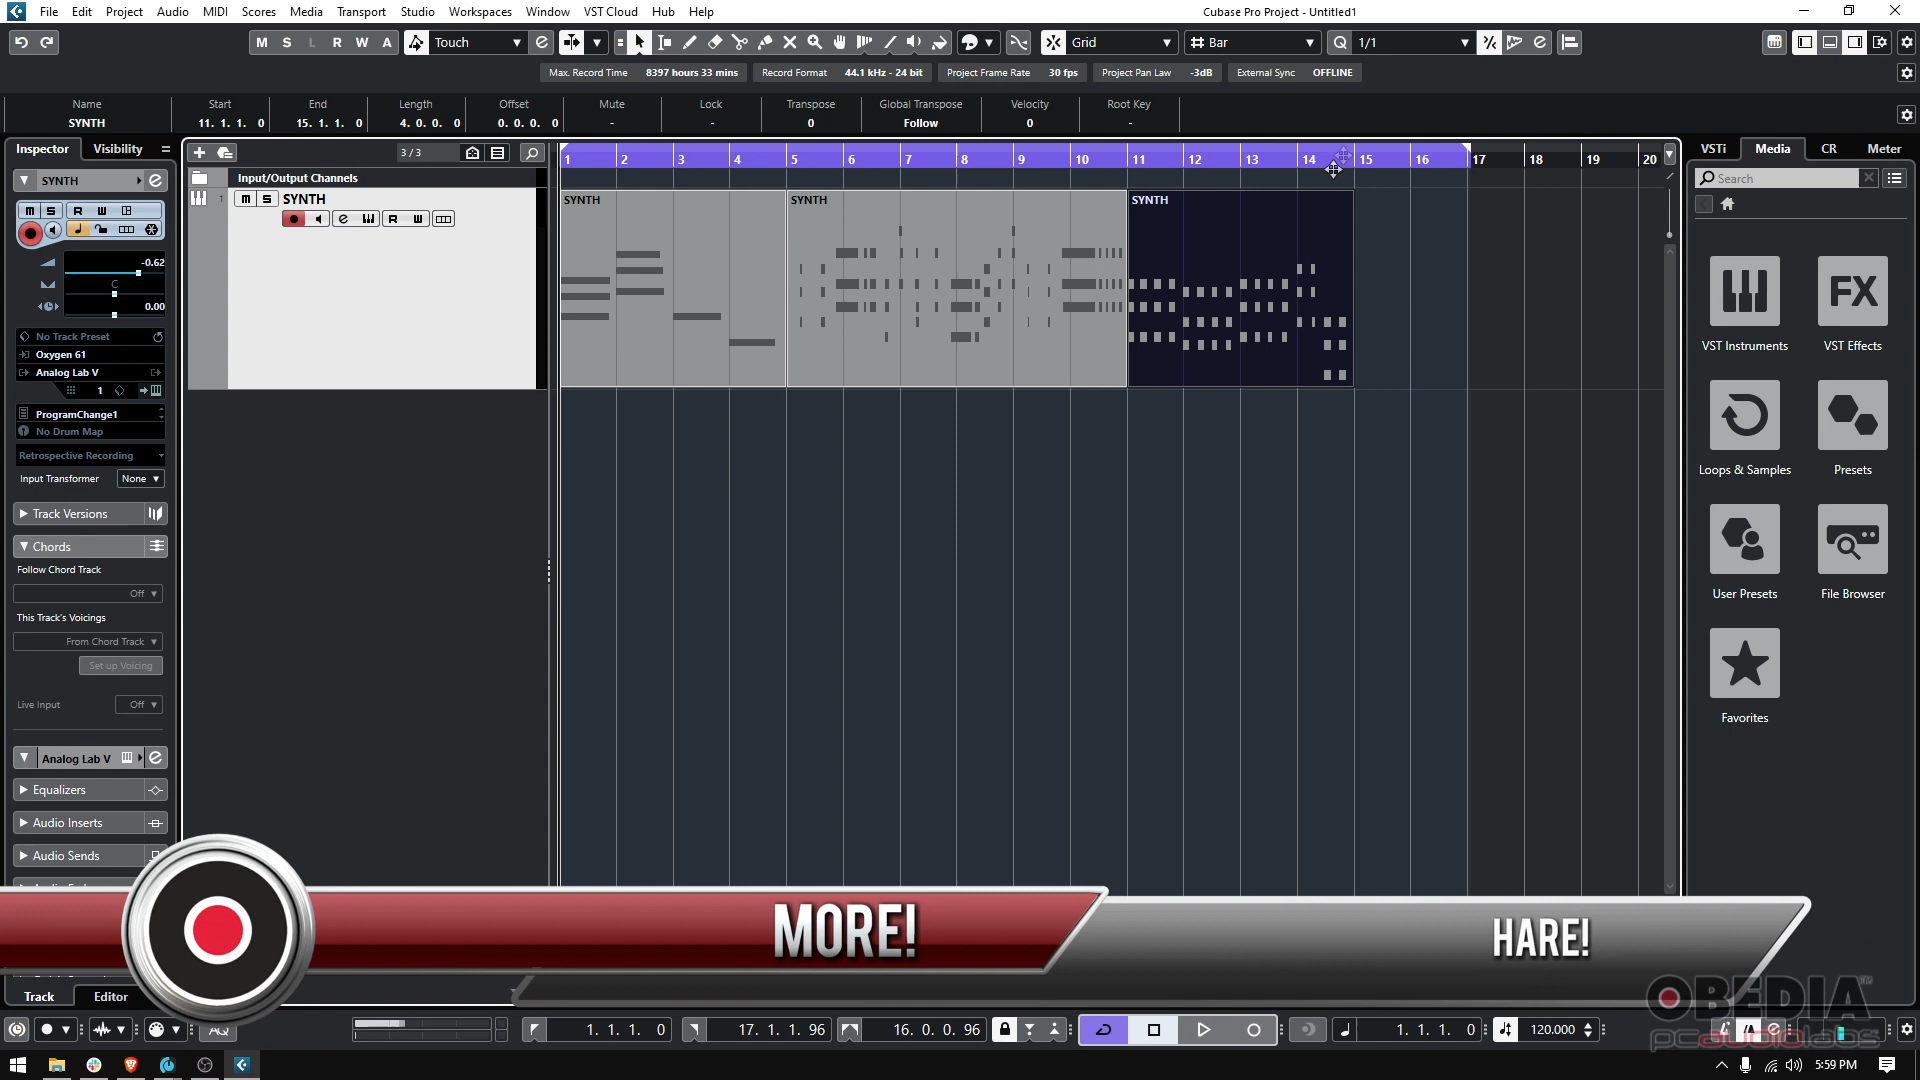 File Edit Project Audio MIDI Scores Media Transport Studio Workspaces Window VST Cloud Hub Help
Cubase Pro Project - Untitled1
M S L R W A Touch Grid Bar Q 1/1
Max. Record Time 8397 hours 33 mins Record Format 44.1 kHz - 24 bit Project Frame Rate 30 fps Project Pan Law -3dB External Sync OFFLINE
Name Start End Length Offset Mute Lock Transpose Global Transpose Velocity Root Key
SYNTH 11. 1. 1. 0 15. 1. 1. 0 4. 0. 0. 0 0. 0. 0. 0 - - 0 Follow 0 -
Inspector Visibility
3 / 3
1 2 3 4 5 6 7 8 9 10 11 12 13 14 15 16 17 18 19 20
VSTi Media CR Meter
SYNTH
Input/Output Channels
Search
1 M S SYNTH
R W
SYNTH SYNTH SYNTH
M S R W
-0.62
C
0.00
No Track Preset
Oxygen 61
Analog Lab V
1
ProgramChange1
No Drum Map
Retrospective Recording
Input Transformer None
Track Versions
Chords
Follow Chord Track
Off
This Track's Voicings
From Chord Track
Set up Voicing
Live Input Off
Analog Lab V
Equalizers
Audio Inserts
Audio Sends
FX
VST Instruments VST Effects
Loops & Samples Presets
User Presets File Browser
Favorites
MORE!
HARE!
OBEDIA™
pcaudiolabs
Track Editor
AQ
1. 1. 1. 0 17. 1. 1. 96 16. 0. 0. 96 1. 1. 1. 0 120.000
5:59 PM